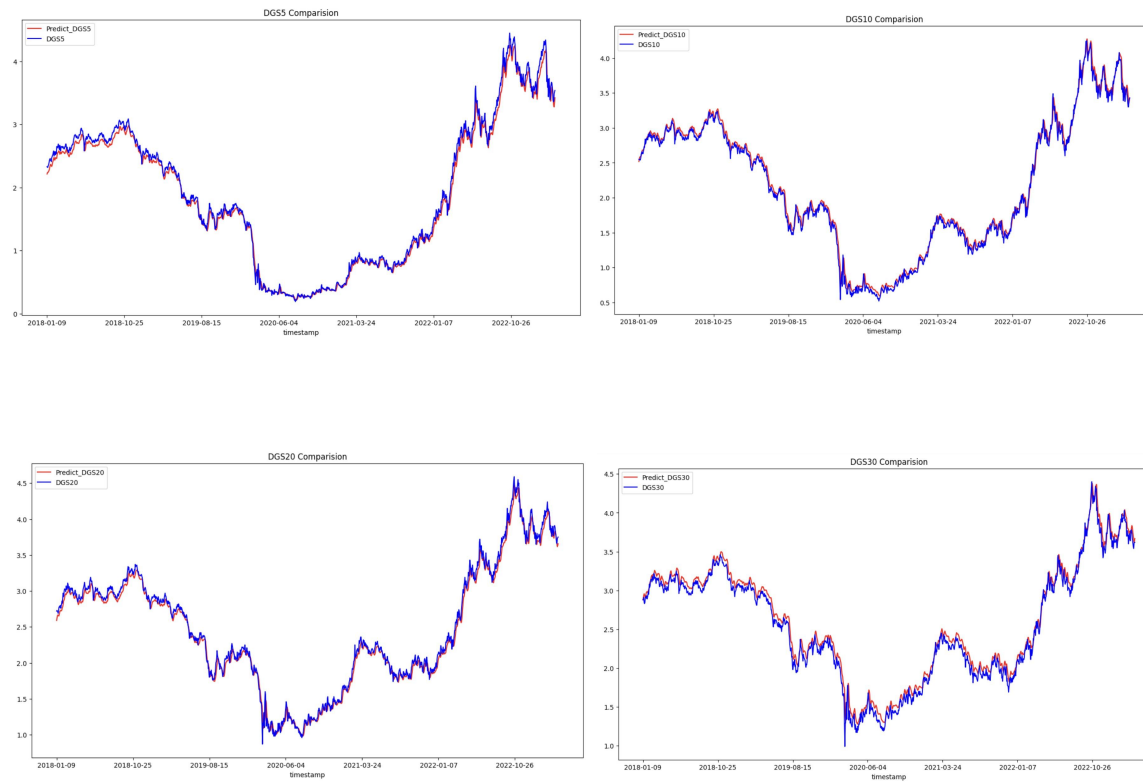 DGS5 Comparision
Predict_DGS5
DGS5
4
3
2
1
0
2018-01-09 2018-10-25 2019-08-15 2020-06-04 2021-03-24 2022-01-07 2022-10-26
timestamp
DGS10 Comparision
Predict_DGS10
DGS10
4.0
3.5
3.0
2.5
2.0
1.5
1.0
0.5
2018-01-09 2018-10-25 2019-08-15 2020-06-04 2021-03-24 2022-01-07 2022-10-26
timestamp
DGS20 Comparision
Predict_DGS20
DGS20
4.5
4.0
3.5
3.0
2.5
2.0
1.5
1.0
2018-01-09 2018-10-25 2019-08-15 2020-06-04 2021-03-24 2022-01-07 2022-10-26
timestamp
DGS30 Comparision
4.5
Predict_DGS30
DGS30
4.0
3.5
3.0
2.5
2.0
1.5
1.0
2018-01-09 2018-10-25 2019-08-15 2020-06-04 2021-03-24 2022-01-07 2022-10-26
timestamp